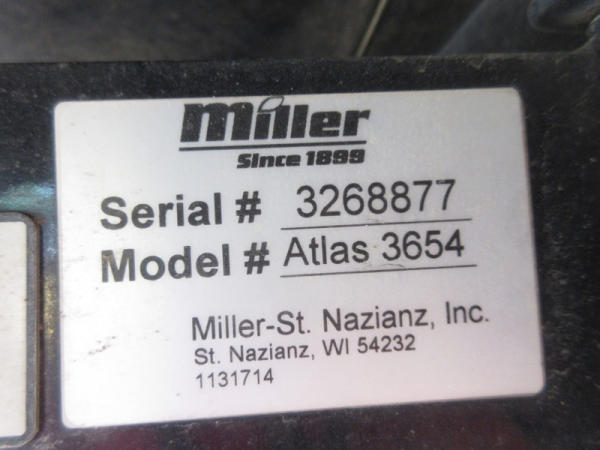 Miller
Since 1899
Serial # 3268877
Model # Atlas 3654
Miller-St. Nazianz, Inc.
St. Nazianz, WI 54232
1131714